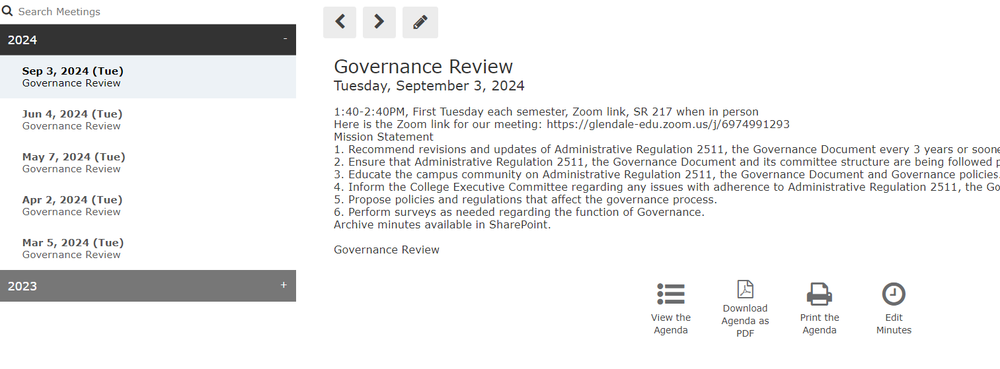 Search Meetings
2024
-
Sep 3, 2024 (Tue)
Governance Review
Jun 4, 2024 (Tue)
Governance Review
May 7, 2024 (Tue)
Governance Review
Apr 2, 2024 (Tue)
Governance Review
Mar 5, 2024 (Tue)
Governance Review
2023
+
Governance Review
Tuesday, September 3, 2024
1:40-2:40PM, First Tuesday each semester, Zoom link, SR 217 when in person
Here is the Zoom link for our meeting: https://glendale-edu.zoom.us/j/6974991293
Mission Statement
1. Recommend revisions and updates of Administrative Regulation 2511, the Governance Document every 3 years or
2. Ensure that Administrative Regulation 2511, the Governance Document and its committee structure are being followed
3. Educate the campus community on Administrative Regulation 2511, the Governance Document and Governance policies.
4. Inform the College Executive Committee regarding any issues with adherence to Administrative Regulation 2511, the
5. Propose policies and regulations that affect the governance process.
6. Perform surveys as needed regarding the function of Governance.
Archive minutes available in SharePoint.
Governance Review
View the
Agenda
Download
Agenda as
PDF
Print the
Agenda
Edit
Minutes